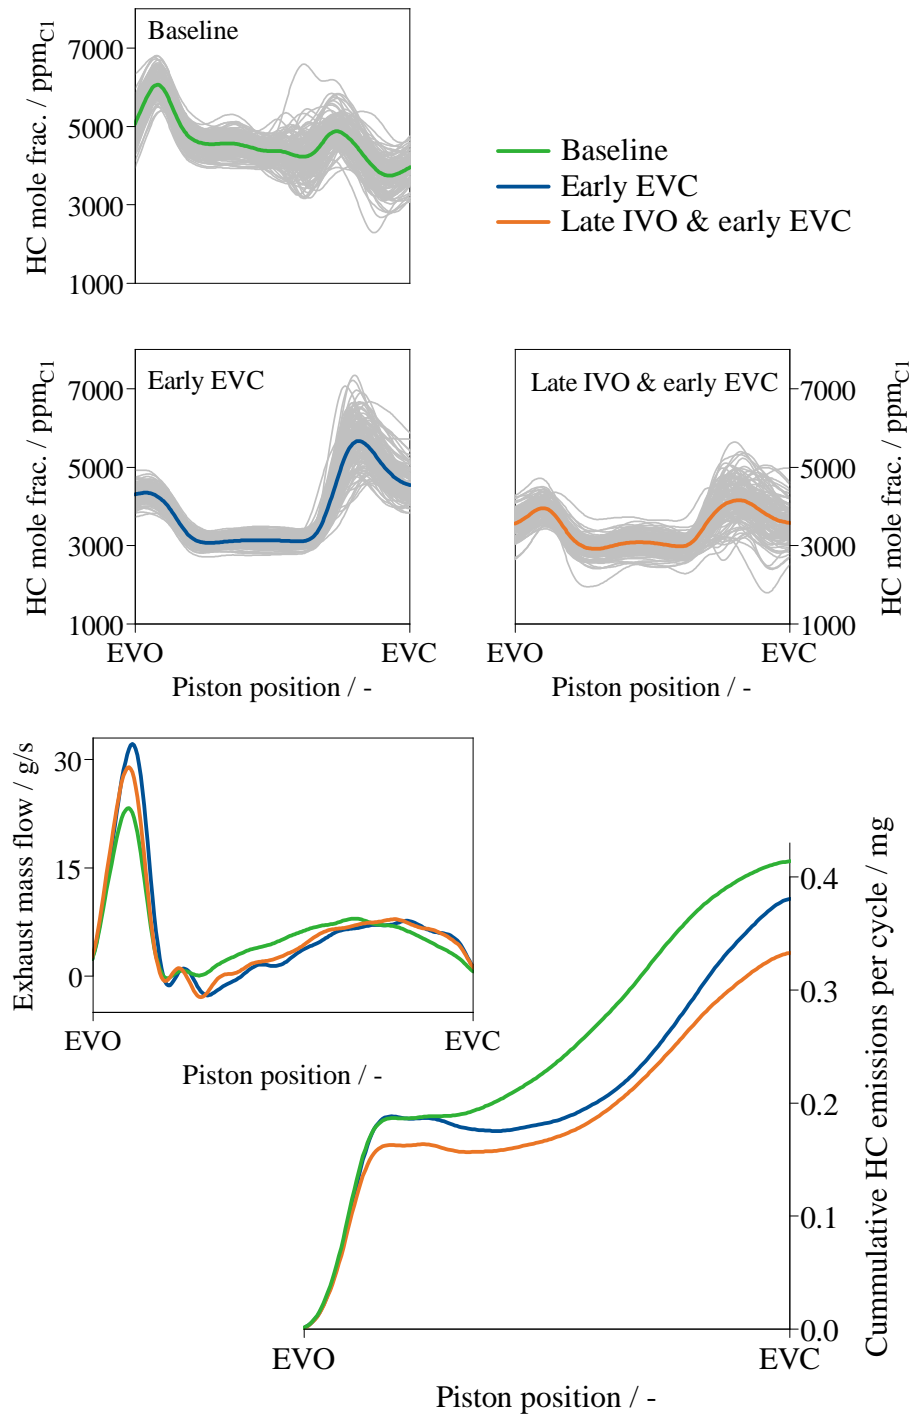 Baseline
HC mole frac. / ppmC1
7000
5000
3000
1000
Baseline
Early EVC
Late IVO & early EVC
Early EVC
HC mole frac. / ppmC1
7000
5000
3000
1000
EVO
EVC
Piston position / -
Late IVO & early EVC
7000
5000
3000
1000
HC mole frac. / ppmC1
EVO
EVC
Piston position / -
Exhaust mass flow / g/s
30
15
0
EVO
EVC
Piston position / -
0.4
0.3
0.2
0.1
0.0
Cummulative HC emissions per cycle / mg
EVO
EVC
Piston position / -